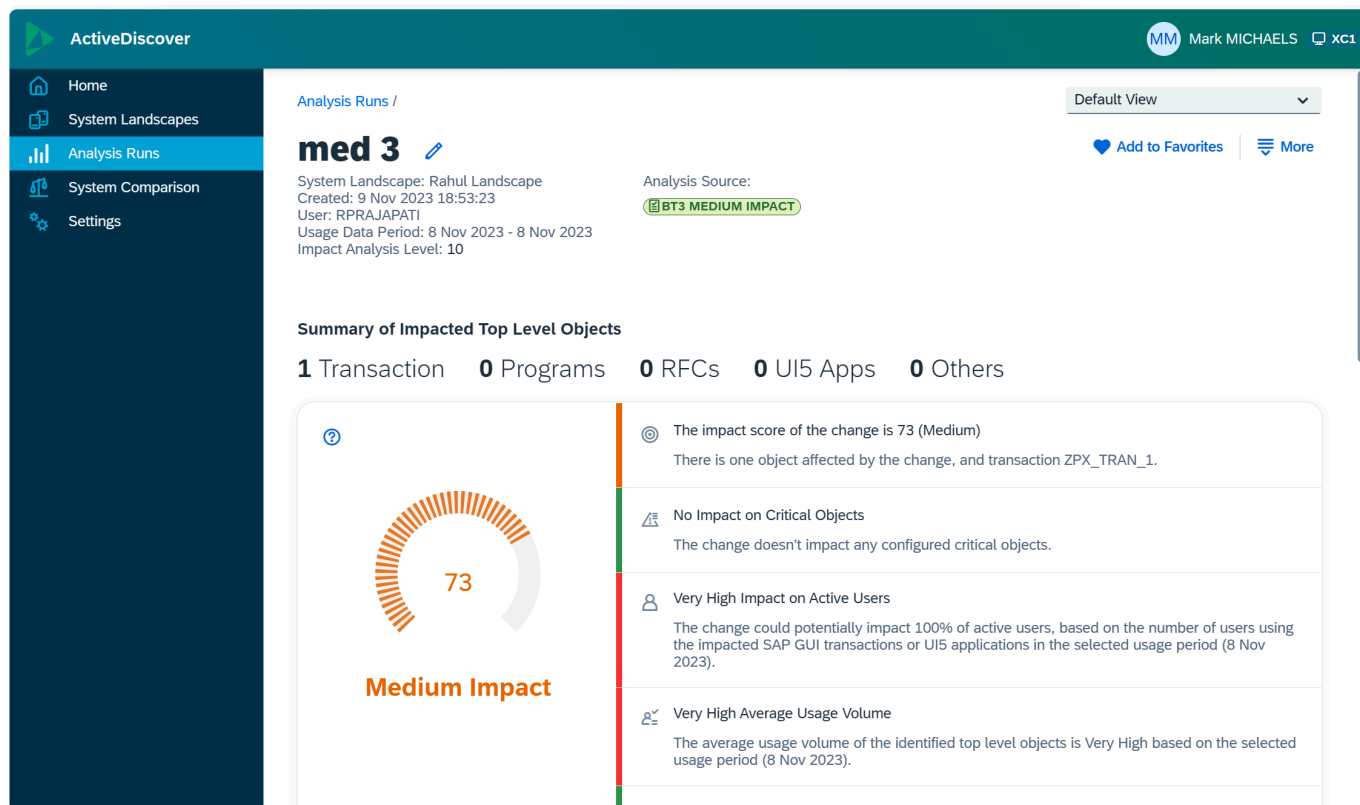 ActiveDiscover
MM Mark MICHAELS XC1
Home
System Landscapes
Analysis Runs
System Comparison
Settings
Analysis Runs /
Default View
med 3
Add to Favorites
More
System Landscape: Rahul Landscape
Created: 9 Nov 2023 18:53:23
User: RPRAJAPATI
Usage Data Period: 8 Nov 2023 - 8 Nov 2023
Impact Analysis Level: 10
Analysis Source:
BT3 MEDIUM IMPACT
Summary of Impacted Top Level Objects
1 Transaction 0 Programs 0 RFCs 0 UI5 Apps 0 Others
73
Medium Impact
The impact score of the change is 73 (Medium)
There is one object affected by the change, and transaction ZPX_TRAN_1.
No Impact on Critical Objects
The change doesn't impact any configured critical objects.
Very High Impact on Active Users
The change could potentially impact 100% of active users, based on the number of users using
the impacted SAP GUI transactions or UI5 applications in the selected usage period (8 Nov
2023).
Very High Average Usage Volume
The average usage volume of the identified top level objects is Very High based on the selected
usage period (8 Nov 2023).